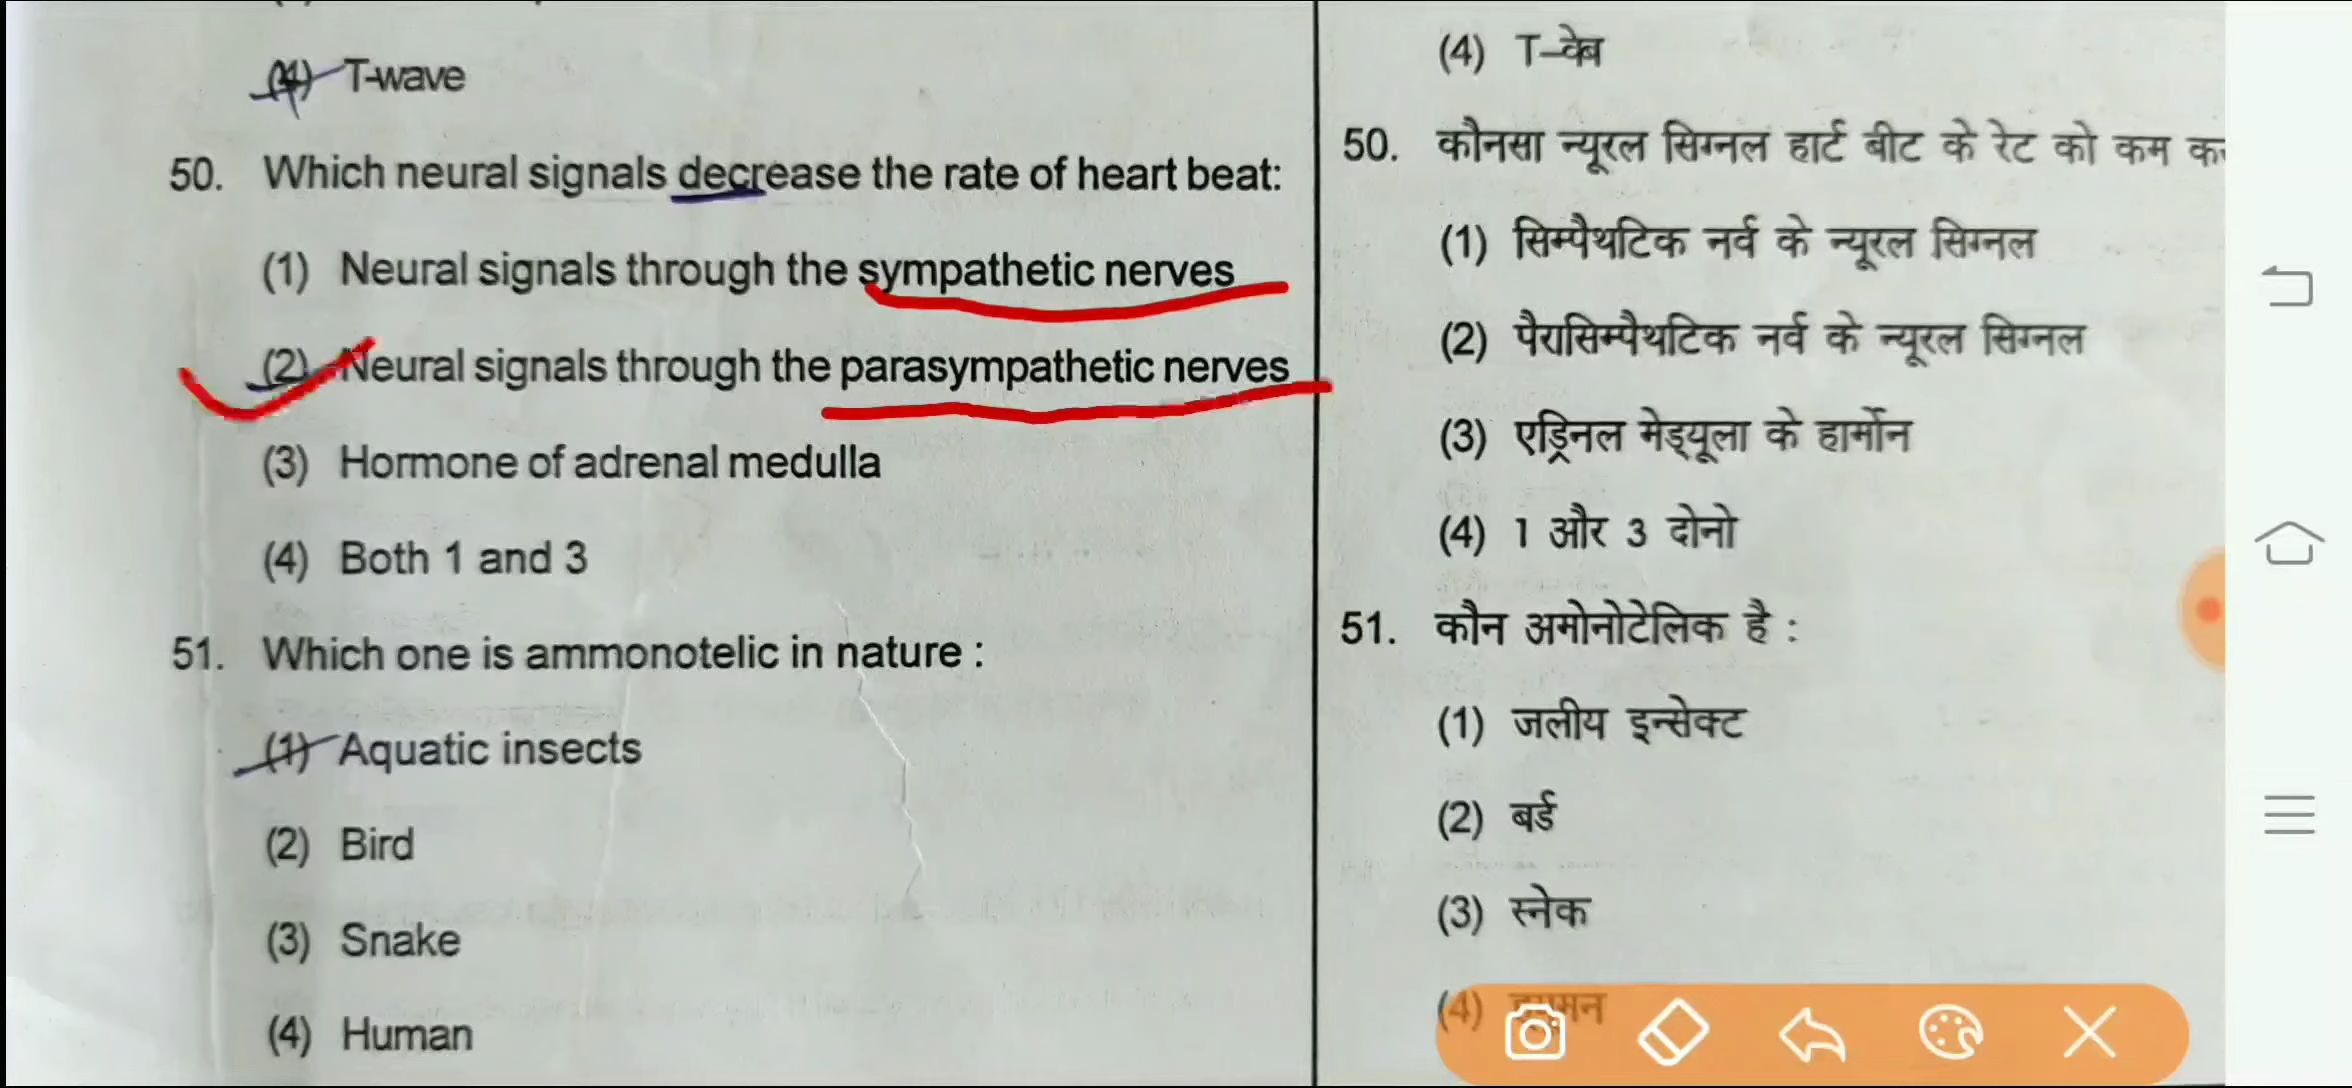 (4) T-wave
50. Which neural signals decrease the rate of heart beat:
(1) Neural signals through the sympathetic nerves
(2) Neural signals through the parasympathetic nerves
(3) Hormone of adrenal medulla
(4) Both 1 and 3
51. Which one is ammonotelic in nature :
(1) Aquatic insects
(2) Bird
(3) Snake
(4) Human
(4) T–वेब
50. कौनसा न्यूरल सिग्नल हार्ट बीट के रेट को कम
(1) सिम्पैथटिक नर्व के न्यूरल सिग्नल
(2) पैरासिम्पैथटिक नर्व के न्यूरल सिग्नल
(3) एड्रिनल मेड्यूला के हार्मोन
(4) 1 और 3 दोनो
51. कौन अमोनोटेलिक है :
(1) जलीय इन्सेक्ट
(2) बर्ड
(3) स्नेक
(4)